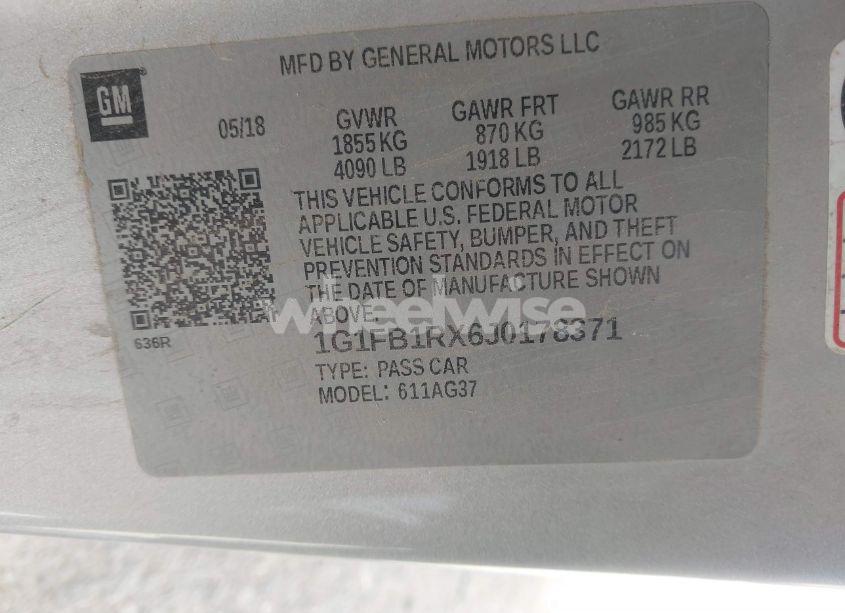 MFD BY GENERAL MOTORS LLC
GM
05/18
GVWR
1855 KG
4090 LB
GAWR FRT
870 KG
1918 LB
GAWR RR
985 KG
2172 LB
THIS VEHICLE CONFORMS TO ALL
APPLICABLE U.S. FEDERAL MOTOR
VEHICLE SAFETY, BUMPER, AND THEFT
PREVENTION STANDARDS IN EFFECT ON
THE DATE OF MANUFACTURE SHOWN
ABOVE.
wheelwise
636R
1G1FB1RX6J0178371
TYPE: PASS CAR
MODEL: 611AG37